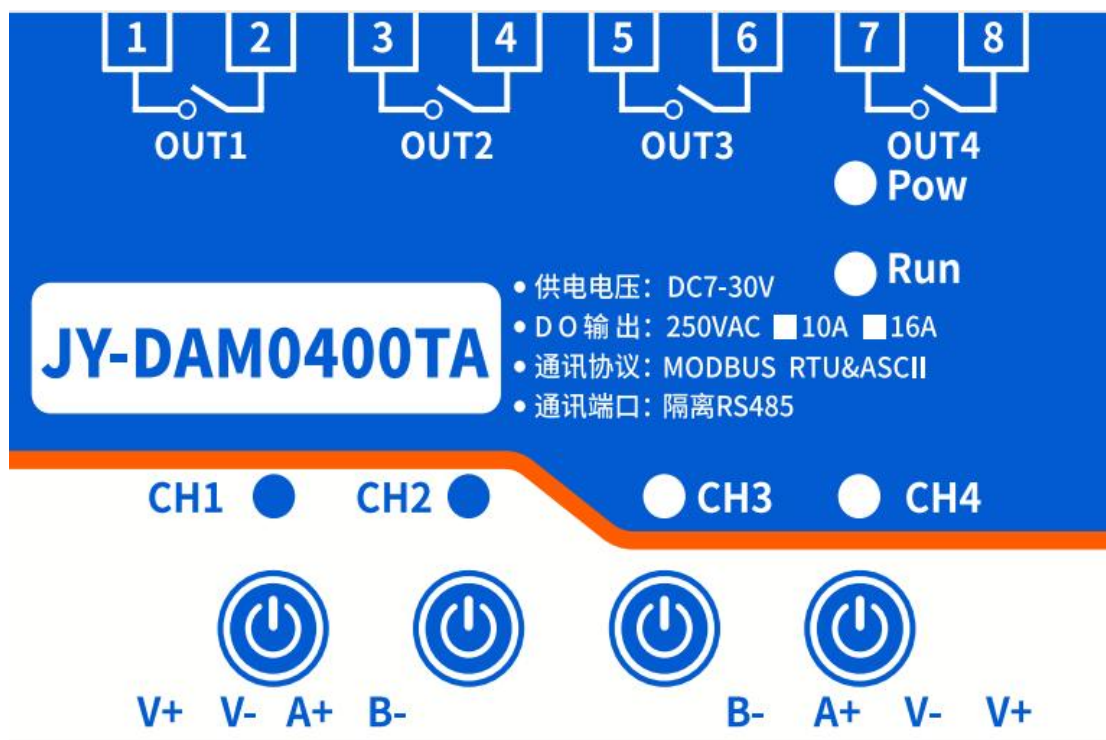 1 2 3 4 5 6 7 8
OUT1 OUT2 OUT3 OUT4
Pow
Run
JY-DAM0400TA
• 供电电压：DC7-30V
• DO输出：250VAC ■10A ■16A
• 通讯协议：MODBUS RTU&ASCII
• 通讯端口：隔离RS485
CH1 CH2 CH3 CH4
V+ V- A+ B- B- A+ V- V+